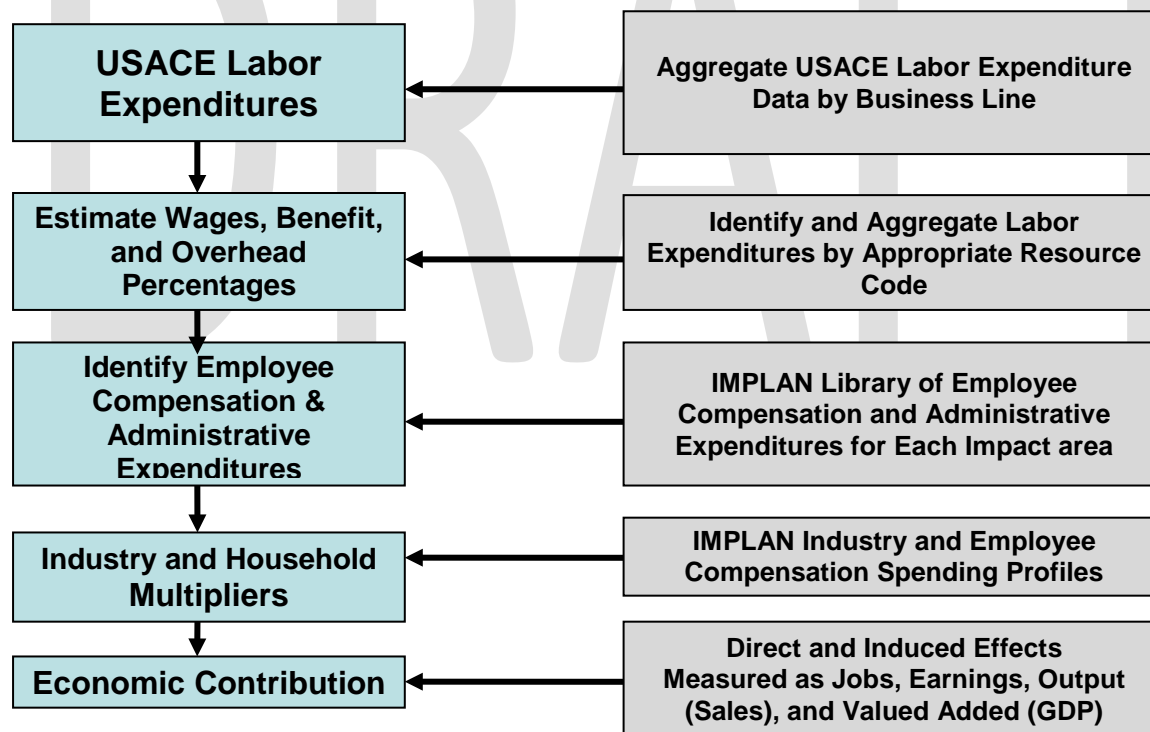 USACE Labor
Expenditures
Aggregate USACE Labor Expenditure
Data by Business Line
Estimate Wages, Benefit,
and Overhead
Percentages
Identify and Aggregate Labor
Expenditures by Appropriate Resource
Code
Identify Employee
Compensation &
Administrative
Expenditures
IMPLAN Library of Employee
Compensation and Administrative
Expenditures for Each Impact area
Industry and Household
Multipliers
IMPLAN Industry and Employee
Compensation Spending Profiles
Economic Contribution
Direct and Induced Effects
Measured as Jobs, Earnings, Output
(Sales), and Valued Added (GDP)
DRAFT